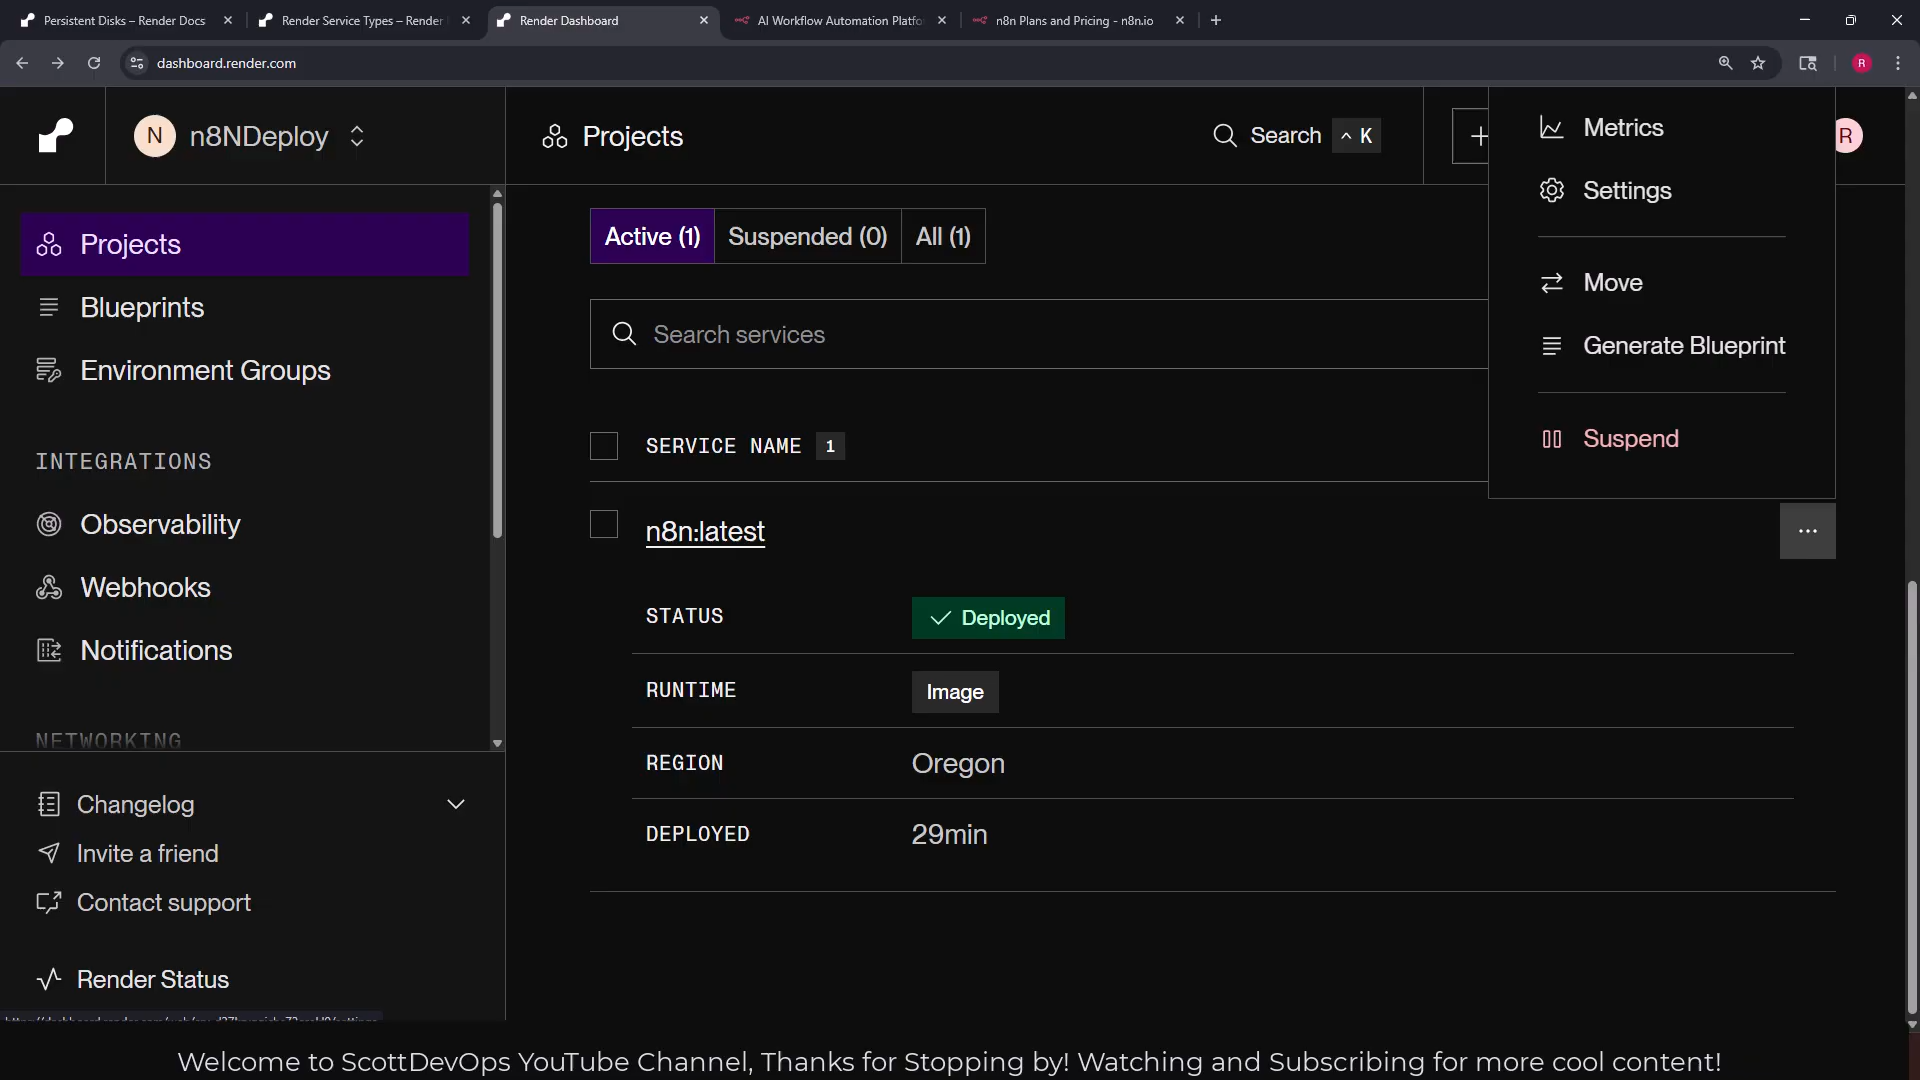 Persistent Disks – Render Docs
Render Service Types – Render
Render Dashboard
AI Workflow Automation Platfo
n8n Plans and Pricing - n8n.io
dashboard.render.com
R
N
n8NDeploy
Projects
Search
K
R
Metrics
Settings
Move
Generate Blueprint
Suspend
Projects
Blueprints
Environment Groups
INTEGRATIONS
Observability
Webhooks
Notifications
NETWORKING
Changelog
Invite a friend
Contact support
Render Status
Active (1)
Suspended (0)
All (1)
Search services
SERVICE NAME 1
n8n:latest
...
STATUS
Deployed
RUNTIME
Image
REGION
Oregon
DEPLOYED
29min
Welcome to ScottDevOps YouTube Channel, Thanks for Stopping by! Watching and Subscribing for more cool content!